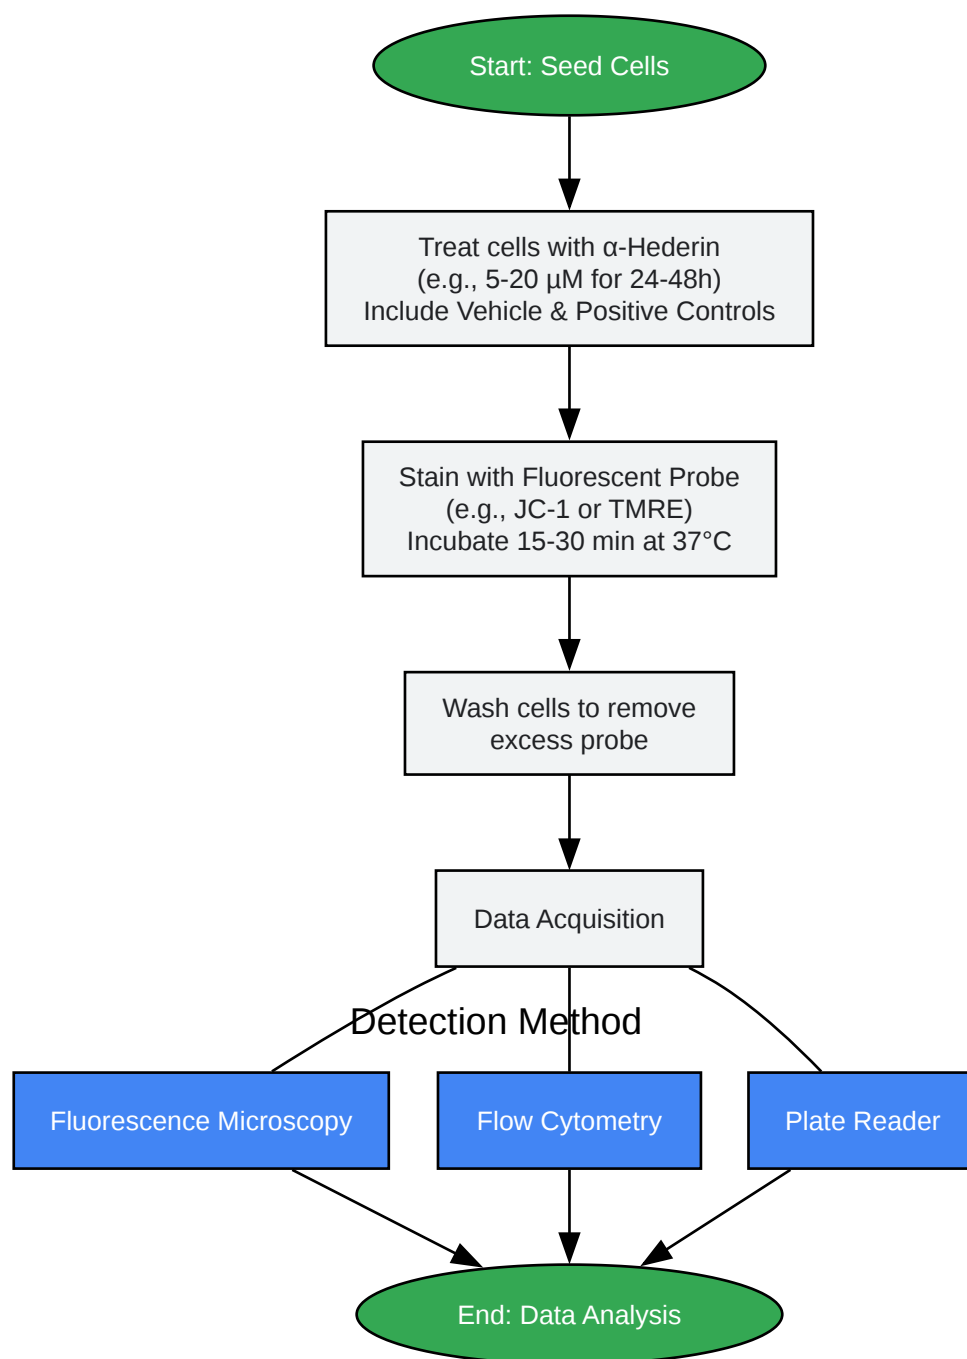 Start: Seed Cells
Treat cells with α-Hederin
(e.g., 5-20 µM for 24-48h)
Include Vehicle & Positive Controls
Stain with Fluorescent Probe
(e.g., JC-1 or TMRE)
Incubate 15-30 min at 37°C
Wash cells to remove
excess probe
Data Acquisition
Detection Method
Fluorescence Microscopy
Flow Cytometry
Plate Reader
End: Data Analysis